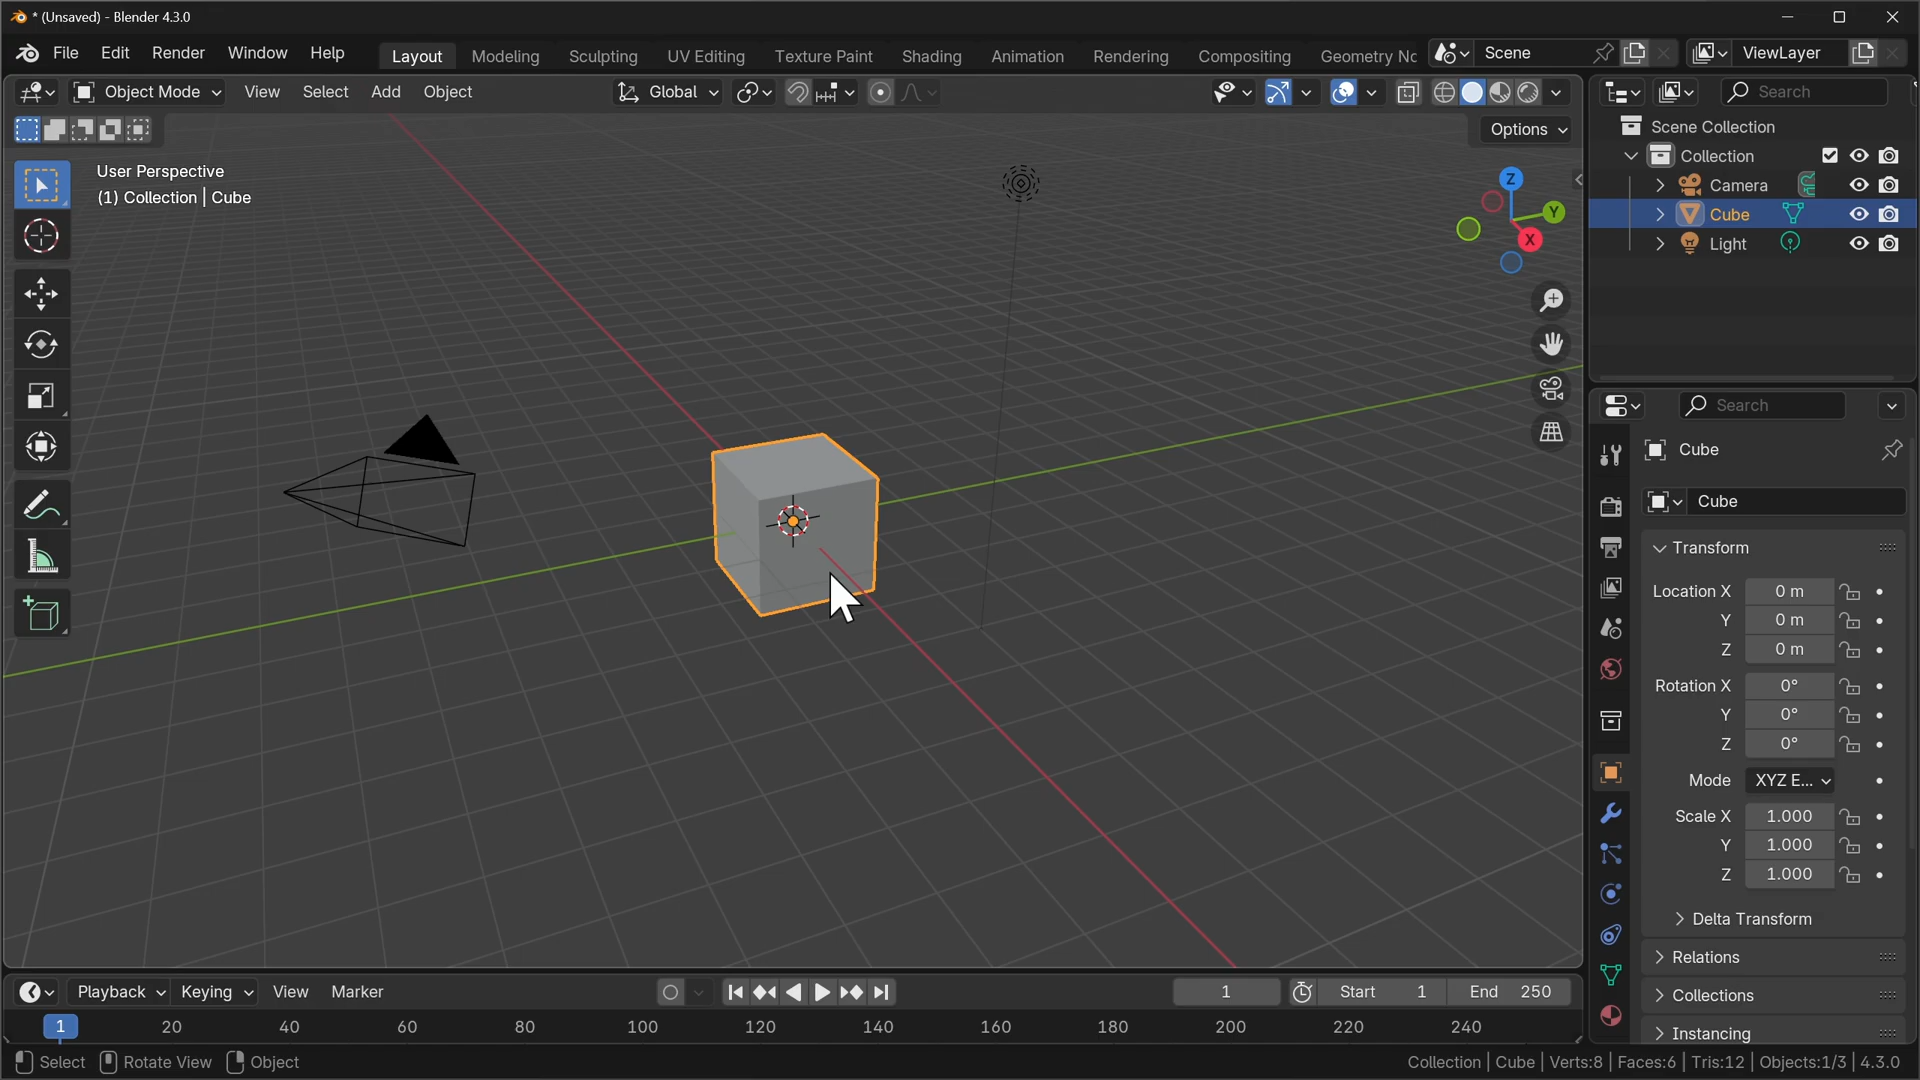 * (Unsaved) - Blender 4.3.0
File Edit Render Window Help Layout Modeling Sculpting UV Editing Texture Paint Shading Animation Rendering Compositing Geometry No Scene ViewLayer
Object Mode View Select Add Object Global Search
Options
User Perspective
(1) Collection | Cube
Z
Y
X
Scene Collection
Collection
Camera
Cube
Light
Search
Cube
Cube
Transform
Location X 0 m
Y 0 m
Z 0 m
Rotation X 0°
Y 0°
Z 0°
Mode XYZ E...
Scale X 1.000
Y 1.000
Z 1.000
Delta Transform
Relations
Collections
Instancing
Playback Keying View Marker 1 Start 1 End 250
1 20 40 60 80 100 120 140 160 180 200 220 240
Select Rotate View Object Collection | Cube | Verts:8 | Faces:6 | Tris:12 | Objects:1/3 | 4.3.0